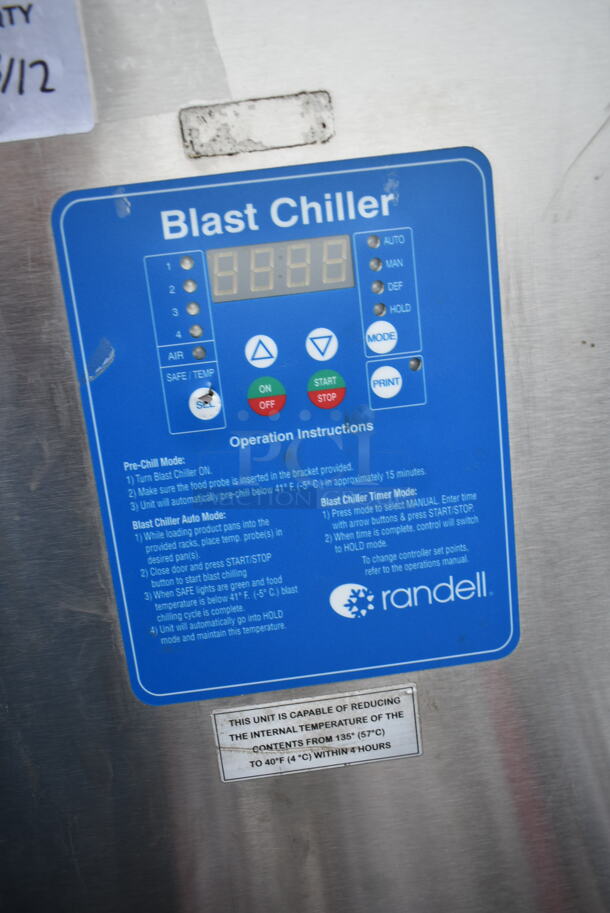 /12
Blast Chiller
1
2
3
4
AIR
SAFE / TEMP
SEL
AUTO
MAN
DEF
HOLD
MODE
PRINT
ON
OFF
START
STOP
Operation Instructions
Pre-Chill Mode:
1) Turn Blast Chiller ON.
2) Make sure the food probe is inserted in the bracket provided.
3) Unit will automatically pre chill below 41° F (-5° C.) in approximately 15 minutes.
Blast Chiller Auto Mode:
1) While loading product pans into the
provided racks, place temp. probe(s) in
desired pan(s).
2) Close door and press START/STOP
button to start blast chilling
3) When SAFE lights are green and food
temperature is below 41° F. (-5° C.) blast
chilling cycle is complete.
4) Unit will automatically go into HOLD
mode and maintain this temperature.
Blast Chiller Timer Mode:
1) Press mode to select MANUAL. Enter time
with arrow buttons & press START/STOP.
2) When time is complete, control will switch
to HOLD mode.
To change controller set points,
refer to the operations manual.
randell®
THIS UNIT IS CAPABLE OF REDUCING
THE INTERNAL TEMPERATURE OF THE
CONTENTS FROM 135° (57°C)
TO 40°F (4 °C) WITHIN 4 HOURS